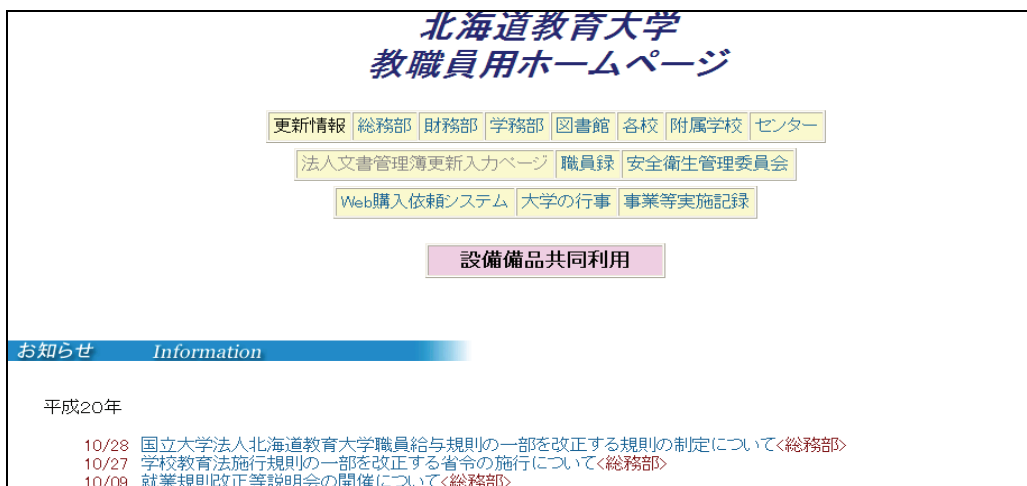 北海道教育大学
教職員用ホームページ
更新情報 総務部 財務部 学務部 図書館 各校 附属学校 センター
法人文書管理簿更新入力ページ 職員録 安全衛生管理委員会
Web購入依頼システム 大学の行事 事業等実施記録
設備備品共同利用
お知らせ Information
平成20年
10/28 国立大学法人北海道教育大学職員給与規則の一部を改正する規則の制定について<総務部>
10/27 学校教育法施行規則の一部を改正する省令の施行について<総務部>
10/09 就業規則改正等説明会の開催について<総務部>